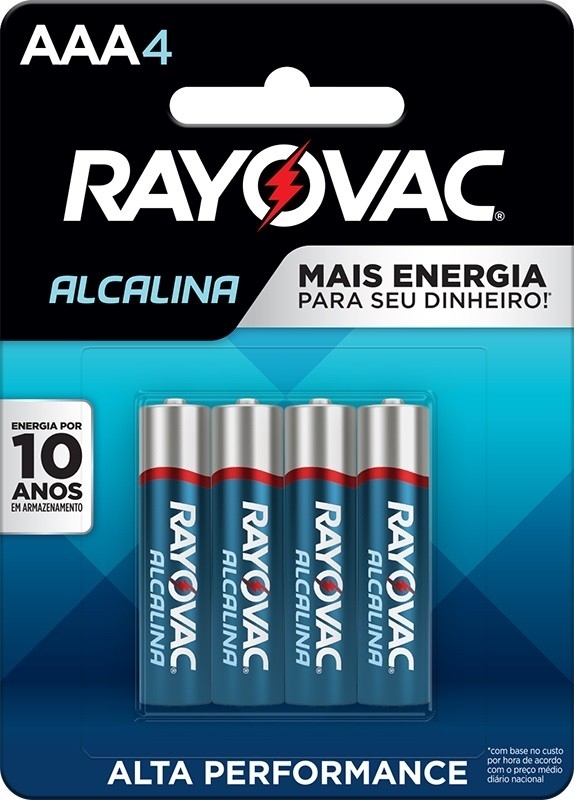 AAA4
RAYOVAC®
ALCALINA
MAIS ENERGIA
PARA SEU DINHEIRO!*
ENERGIA POR
10
ANOS
EM ARMAZENAMENTO
RAYOVAC®
ALCALINA
RAYOVAC®
ALCALINA
RAYOVAC®
ALCALINA
RAYOVAC®
ALCALINA
ALTA PERFORMANCE
*com base no custo
por hora de acordo
com o preço médio
diário nacional